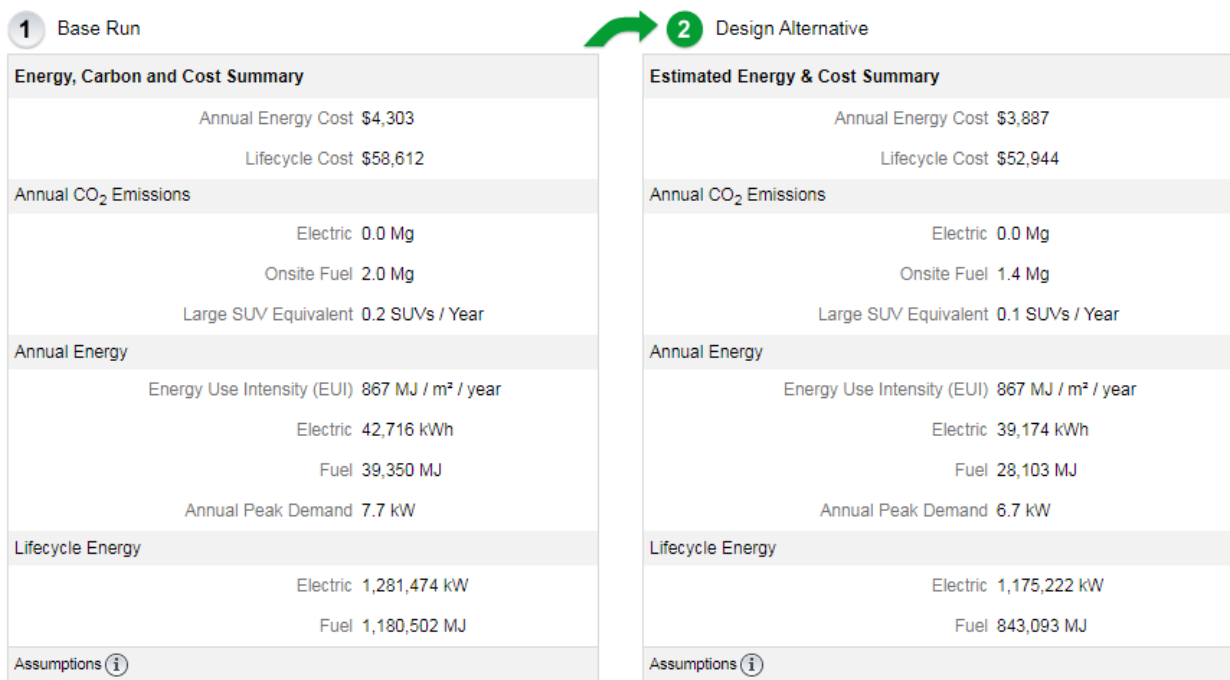 1 Base Run
Energy, Carbon and Cost Summary
Annual Energy Cost $4,303
Lifecycle Cost $58,612
Annual CO2 Emissions
Electric 0.0 Mg
Onsite Fuel 2.0 Mg
Large SUV Equivalent 0.2 SUVs / Year
Annual Energy
Energy Use Intensity (EUI) 867 MJ / m² / year
Electric 42,716 kWh
Fuel 39,350 MJ
Annual Peak Demand 7.7 kW
Lifecycle Energy
Electric 1,281,474 kW
Fuel 1,180,502 MJ
Assumptions i
2 Design Alternative
Estimated Energy & Cost Summary
Annual Energy Cost $3,887
Lifecycle Cost $52,944
Annual CO2 Emissions
Electric 0.0 Mg
Onsite Fuel 1.4 Mg
Large SUV Equivalent 0.1 SUVs / Year
Annual Energy
Energy Use Intensity (EUI) 867 MJ / m² / year
Electric 39,174 kWh
Fuel 28,103 MJ
Annual Peak Demand 6.7 kW
Lifecycle Energy
Electric 1,175,222 kW
Fuel 843,093 MJ
Assumptions i